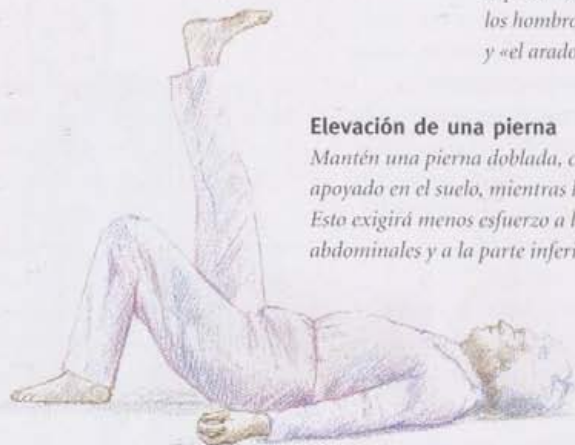 los hombro
y «el arado
Elevación de una pierna
Mantén una pierna doblada, c
apoyado en el suelo, mientras l
Esto exigirá menos esfuerzo a l
abdominales y a la parte inferi